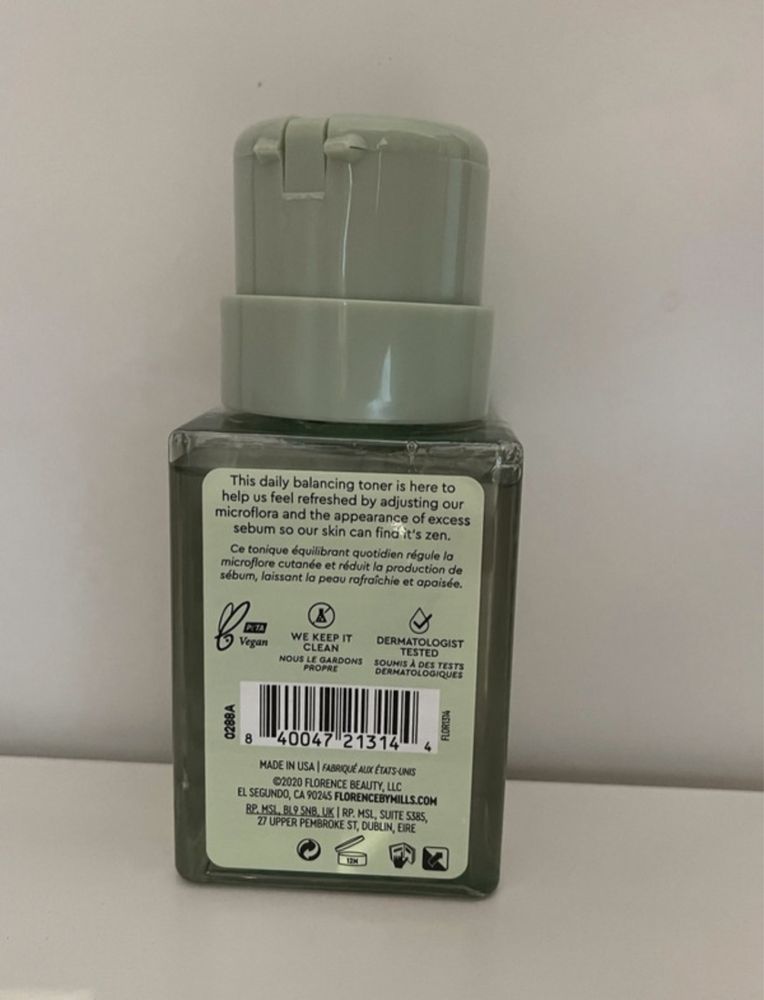 This daily balancing toner is here to
help us feel refreshed by adjusting our
microflora and the appearance of excess
sebum so our skin can find it's zen.
Ce tonique équilibrant quotidien régule la
microflore cutanée et réduit la production de
sébum, laissant la peau rafraîchie et apaisée.
PETA
Vegan
WE KEEP IT
CLEAN
NOUS LE GARDONS
PROPRE
DERMATOLOGIST
TESTED
SOUMIS À DES TESTS
DERMATOLOGIQUES
0288A
8 40047 21314 4
FLOR1314
MADE IN USA | FABRIQUÉ AUX ÉTATS-UNIS
©2020 FLORENCE BEAUTY, LLC
EL SEGUNDO, CA 90245 FLORENCEBYMILLS.COM
RP. MSL, BL9 5NB, UK | RP. MSL, SUITE 5385,
27 UPPER PEMBROKE ST, DUBLIN, EIRE
12M